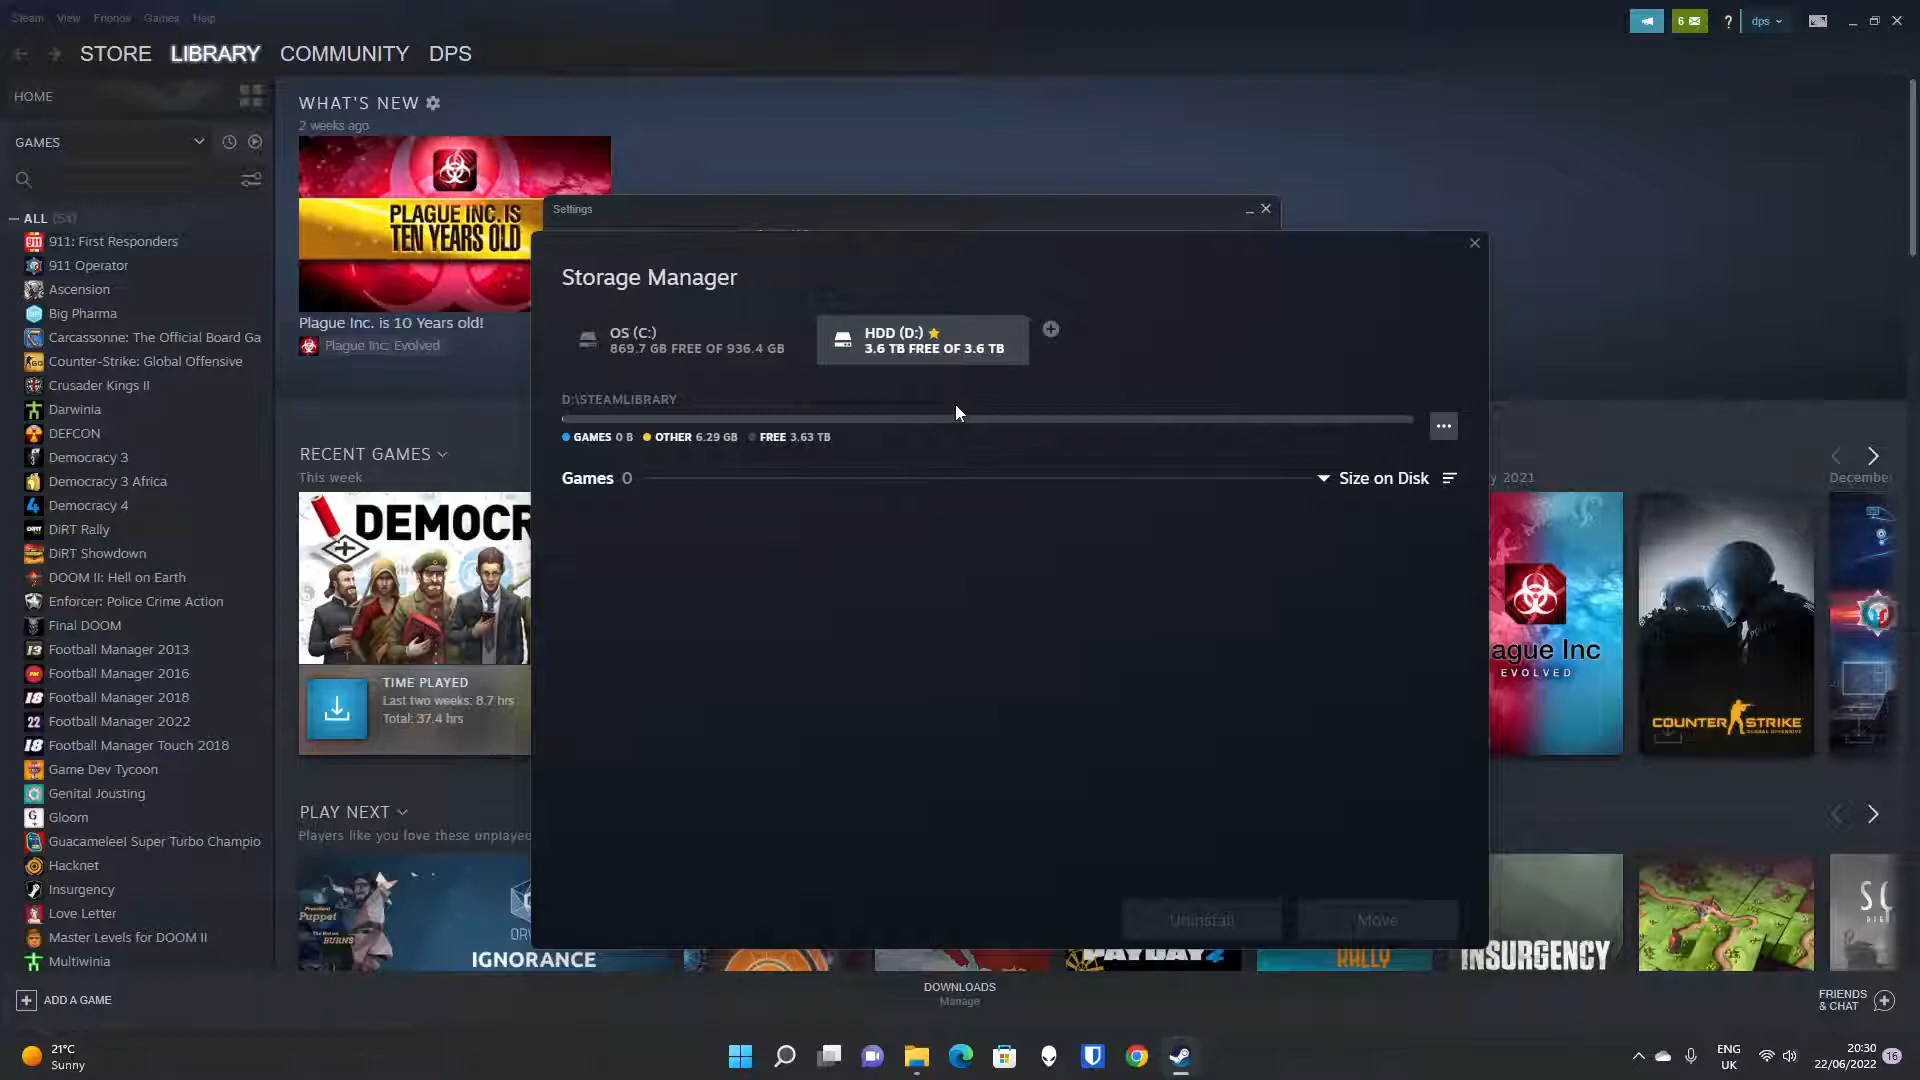 Steam View Friends Games Help
6
?
dps
STORE LIBRARY COMMUNITY DPS
HOME
GAMES
ALL (51)
911: First Responders
911 Operator
Ascension
Big Pharma
Carcassonne: The Official Board Ga
Counter-Strike: Global Offensive
Crusader Kings II
Darwinia
DEFCON
Democracy 3
Democracy 3 Africa
Democracy 4
DiRT Rally
DiRT Showdown
DOOM II: Hell on Earth
Enforcer: Police Crime Action
Final DOOM
Football Manager 2013
Football Manager 2016
Football Manager 2018
Football Manager 2022
Football Manager Touch 2018
Game Dev Tycoon
Genital Jousting
Gloom
Guacameleel Super Turbo Champio
Hacknet
Insurgency
Love Letter
Master Levels for DOOM II
Multiwinia
ADD A GAME
WHAT'S NEW
2 weeks ago
PLAGUE INC. IS
TEN YEARS OLD
Plague Inc. is 10 Years old!
Plague Inc: Evolved
RECENT GAMES
This week
DEMOCR
TIME PLAYED
Last two weeks: 8.7 hrs
Total: 37.4 hrs
PLAY NEXT
Players like you love these unplayed
IGNORANCE
Settings
Storage Manager
OS (C:)
869.7 GB FREE OF 936.4 GB
HDD (D:)
3.6 TB FREE OF 3.6 TB
D:\STEAMLIBRARY
GAMES 0 B OTHER 6.29 GB FREE 3.63 TB
Games 0
Size on Disk
Uninstall Move
y 2021
December
ague Inc
EVOLVED
COUNTER STRIKE
GLOBAL OFFENSIVE
PAYDAY 2
RALLY
INSURGENCY
DOWNLOADS
Manage
FRIENDS
& CHAT
21°C
Sunny
ENG
UK
20:30
22/06/2022
16